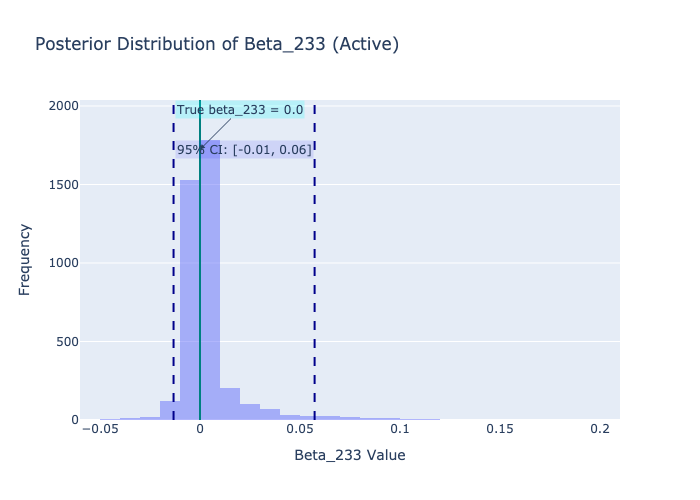 Posterior Distribution of Beta_233 (Active)
2000
True beta_233 = 0.0
95% CI: [-0.01, 0.06]
1500
1000
500
0
Frequency
−0.05
0
0.05
0.1
0.15
0.2
Beta_233 Value